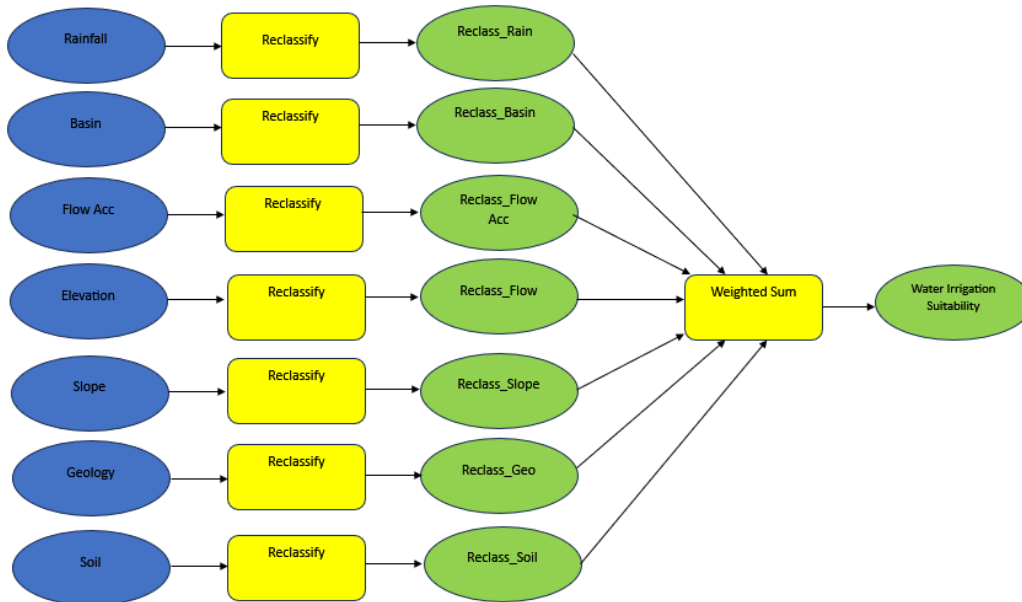 Rainfall
Reclassify
Reclass_Rain
Basin
Reclassify
Reclass_Basin
Flow Acc
Reclassify
Reclass_Flow
Acc
Elevation
Reclassify
Reclass_Flow
Weighted Sum
Water Irrigation
Suitability
Slope
Reclassify
Reclass_Slope
Geology
Reclassify
Reclass_Geo
Soil
Reclassify
Reclass_Soil